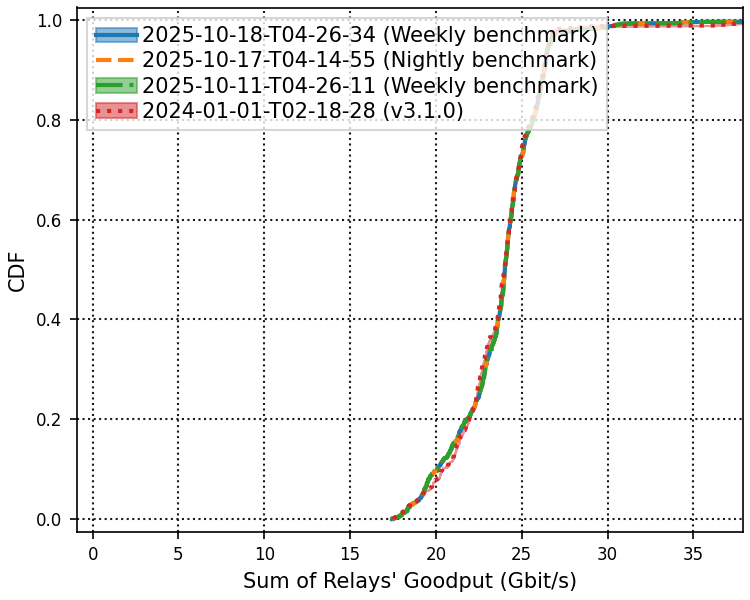 2025-10-18-T04-26-34 (Weekly benchmark)
2025-10-17-T04-14-55 (Nightly benchmark)
2025-10-11-T04-26-11 (Weekly benchmark)
2024-01-01-T02-18-28 (v3.1.0)
1.0
0.8
0.6
0.4
0.2
0.0
CDF
0 5 10 15 20 25 30 35
Sum of Relays' Goodput (Gbit/s)